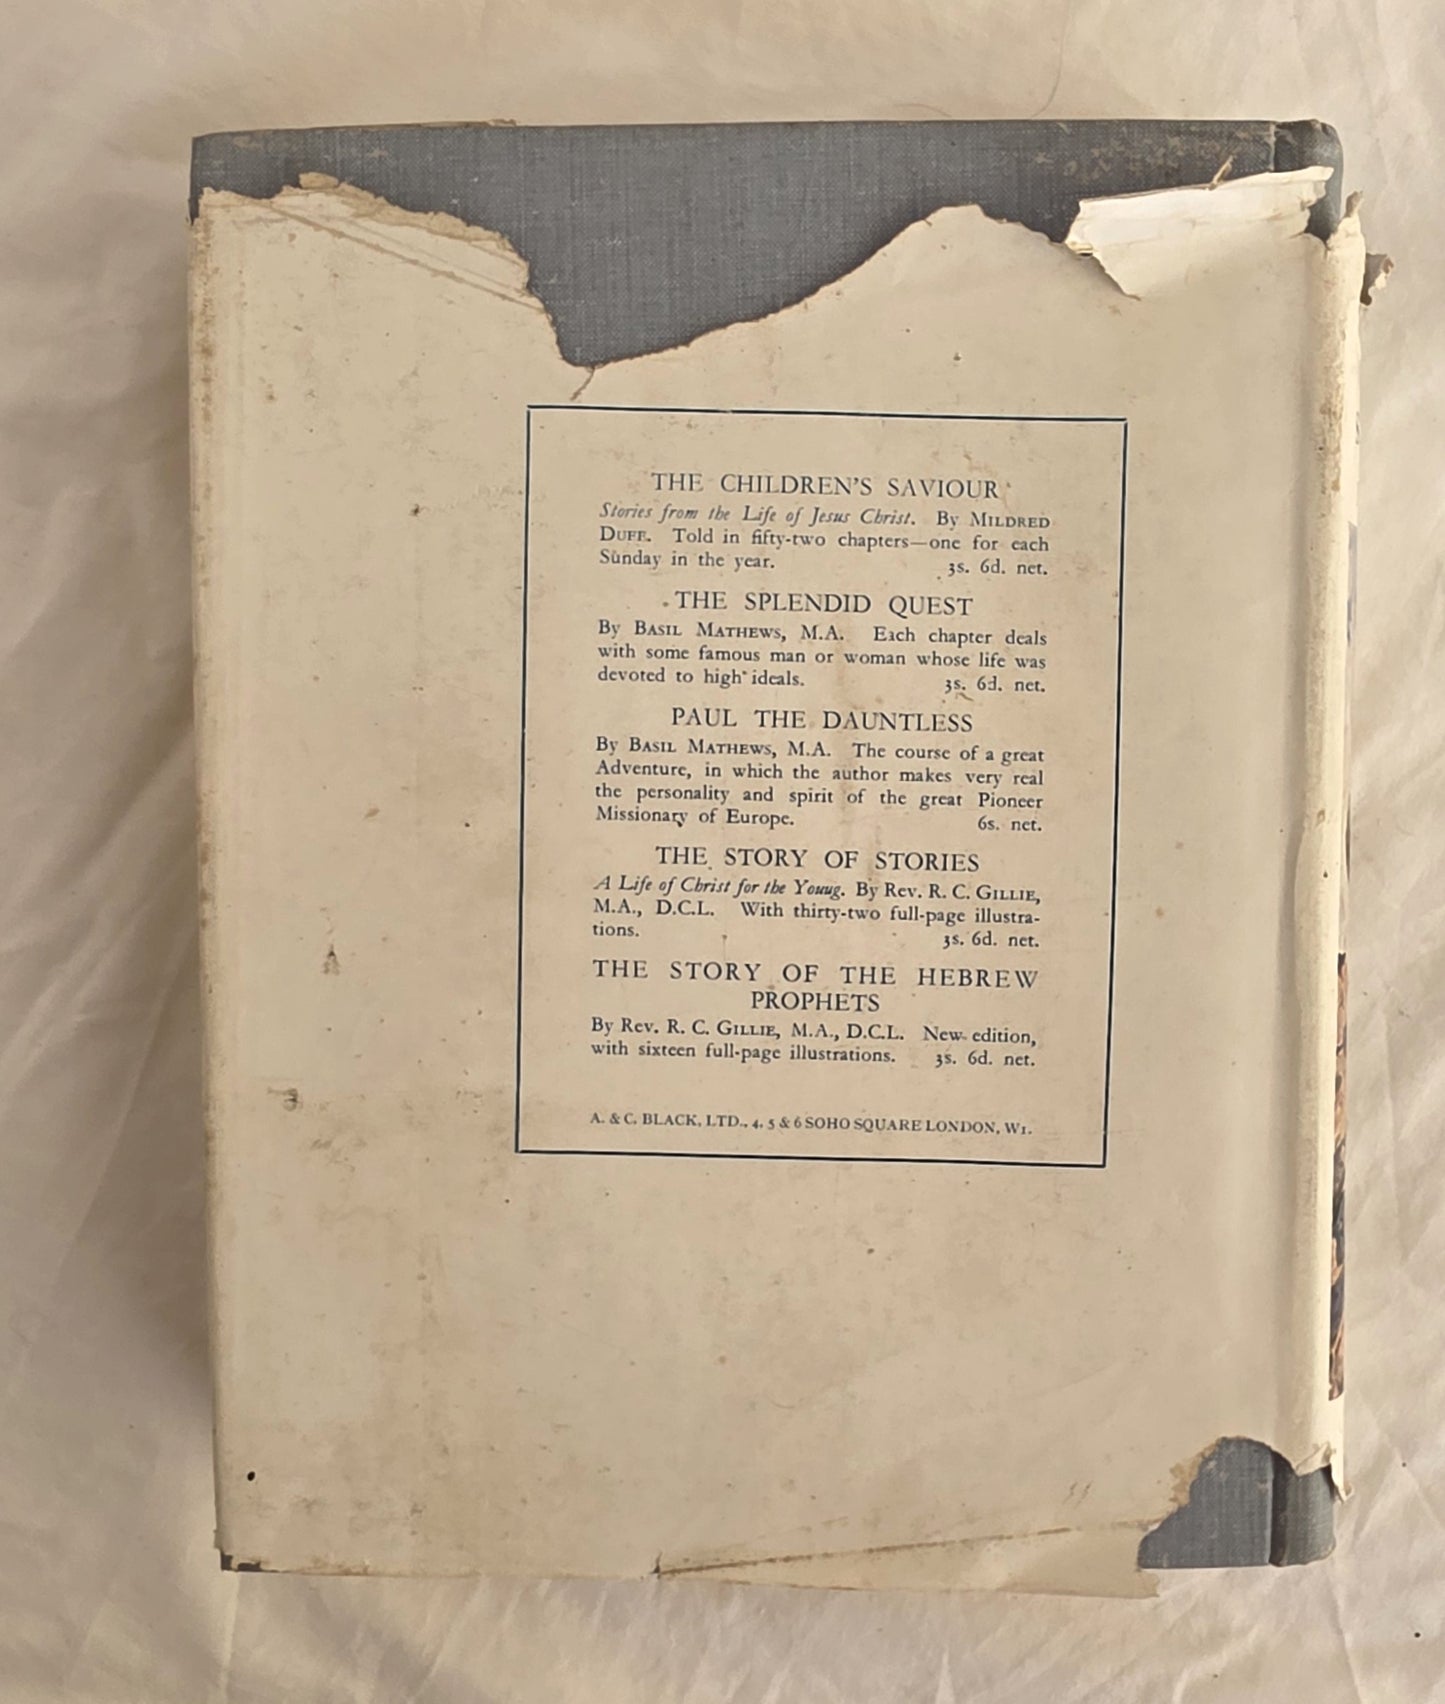 THE CHILDREN'S SAVIOUR
Stories from the Life of Jesus Christ. By MILDRED
DUFF. Told in fifty-two chapters—one for each
Sunday in the year. 3s. 6d. net.
THE SPLENDID QUEST
By BASIL MATHEWS, M.A. Each chapter deals
with some famous man or woman whose life was
devoted to high ideals. 3s. 6d. net.
PAUL THE DAUNTLESS
By BASIL MATHEWS, M.A. The course of a great
Adventure, in which the author makes very real
the personality and spirit of the great Pioneer
Missionary of Europe. 6s. net.
THE STORY OF STORIES
A Life of Christ for the Youug. By Rev. R. C. GILLIE,
M.A., D.C.L. With thirty-two full-page illustra-
tions. 3s. 6d. net.
THE STORY OF THE HEBREW
PROPHETS
By Rev. R. C. GILLIE, M.A., D.C.L. New edition,
with sixteen full-page illustrations. 3s. 6d. net.
A. & C. BLACK, LTD., 4, 5 & 6 SOHO SQUARE LONDON, W1.